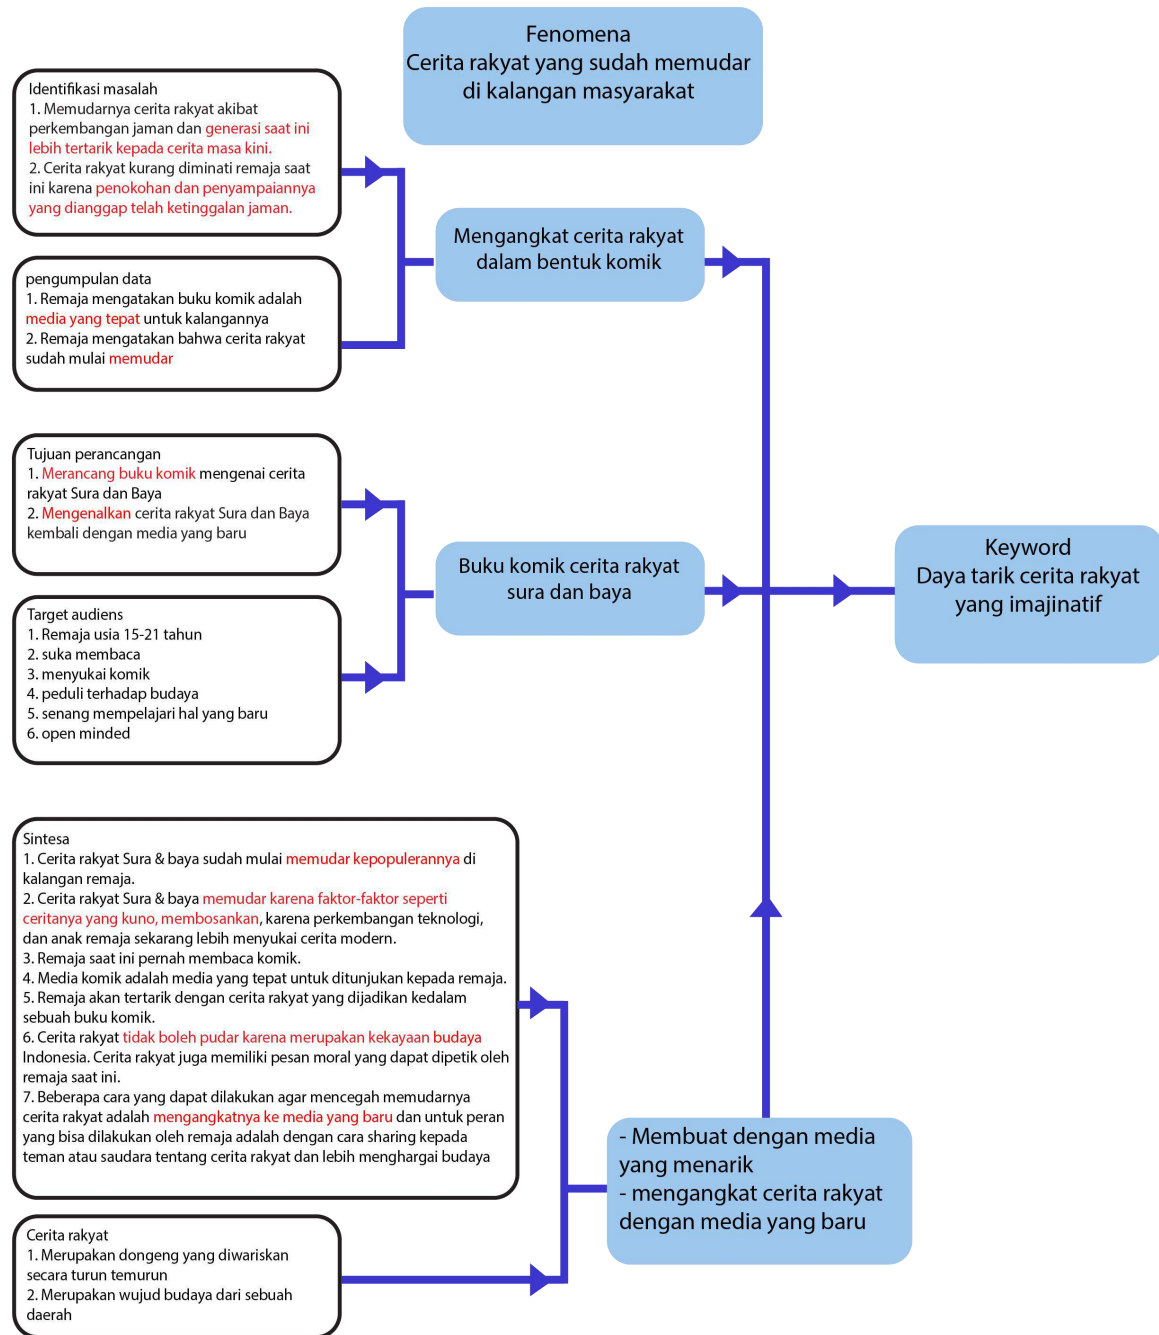 Fenomena
Cerita rakyat yang sudah memudar
di kalangan masyarakat
Identifikasi masalah
1. Memudarnya cerita rakyat akibat
perkembangan jaman dan generasi saat ini
lebih tertarik kepada cerita masa kini.
2. Cerita rakyat kurang diminati remaja saat
ini karena penokohan dan penyampaiannya
yang dianggap telah ketinggalan jaman.
Mengangkat cerita rakyat
dalam bentuk komik
pengumpulan data
1. Remaja mengatakan buku komik adalah
media yang tepat untuk kalangannya
2. Remaja mengatakan bahwa cerita rakyat
sudah mulai memudar
Tujuan perancangan
1. Merancang buku komik mengenai cerita
rakyat Sura dan Baya
2. Mengenalkan cerita rakyat Sura dan Baya
kembali dengan media yang baru
Buku komik cerita rakyat
sura dan baya
Keyword
Daya tarik cerita rakyat
yang imajinatif
Target audiens
1. Remaja usia 15-21 tahun
2. suka membaca
3. menyukai komik
4. peduli terhadap budaya
5. senang mempelajari hal yang baru
6. open minded
Sintesa
1. Cerita rakyat Sura & baya sudah mulai memudar kepopulerannya di
kalangan remaja.
2. Cerita rakyat Sura & baya memudar karena faktor-faktor seperti
ceritanya yang kuno, membosankan, karena perkembangan teknologi,
dan anak remaja sekarang lebih menyukai cerita modern.
3. Remaja saat ini pernah membaca komik.
4. Media komik adalah media yang tepat untuk ditunjukan kepada remaja.
5. Remaja akan tertarik dengan cerita rakyat yang dijadikan kedalam
sebuah buku komik.
6. Cerita rakyat tidak boleh pudar karena merupakan kekayaan budaya
Indonesia. Cerita rakyat juga memiliki pesan moral yang dapat dipetik oleh
remaja saat ini.
7. Beberapa cara yang dapat dilakukan agar mencegah memudarnya
cerita rakyat adalah mengangkatnya ke media yang baru dan untuk peran
yang bisa dilakukan oleh remaja adalah dengan cara sharing kepada
teman atau saudara tentang cerita rakyat dan lebih menghargai budaya
- Membuat dengan media
yang menarik
- mengangkat cerita rakyat
dengan media yang baru
Cerita rakyat
1. Merupakan dongeng yang diwariskan
secara turun temurun
2. Merupakan wujud budaya dari sebuah
daerah